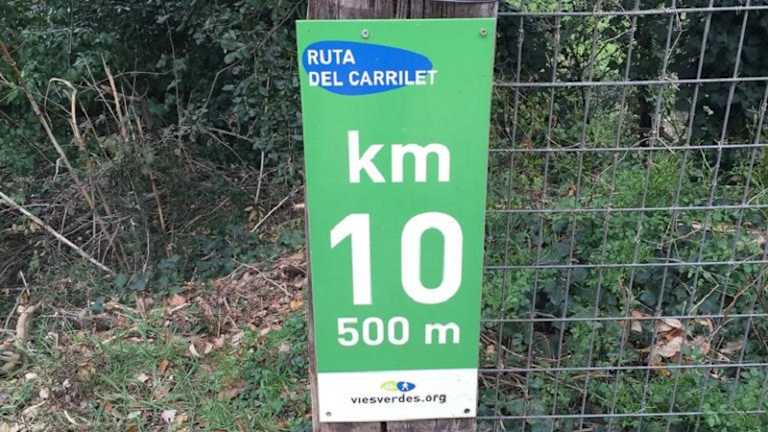 RUTA
DEL CARRILET
km
10
500 m
viesverdes.org